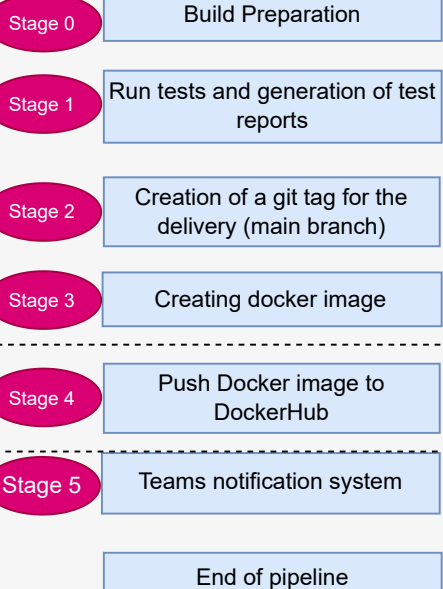 Stage 0
Build Preparation
Stage 1
Run tests and generation of test
reports
Stage 2
Creation of a git tag for the
delivery (main branch)
Stage 3
Creating docker image
Stage 4
Push Docker image to
DockerHub
Stage 5
Teams notification system
End of pipeline